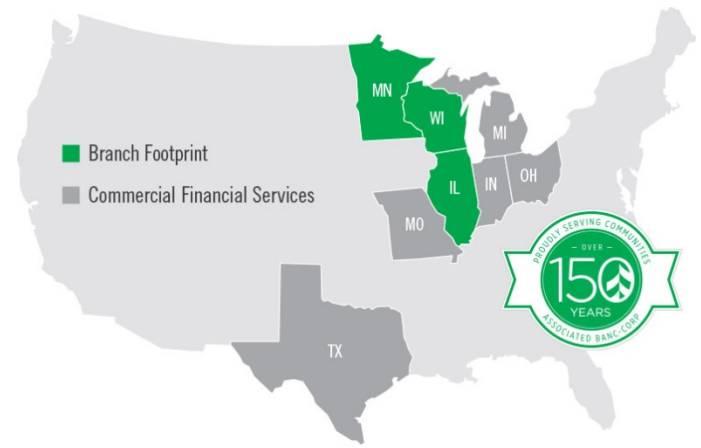 MN
WI
MI
Branch Footprint
Commercial Financial Services
IL
IN
OH
MO
TX
PROUDLY SERVING COMMUNITIES
– OVER –
150
YEARS
ASSOCIATED BANC-CORP